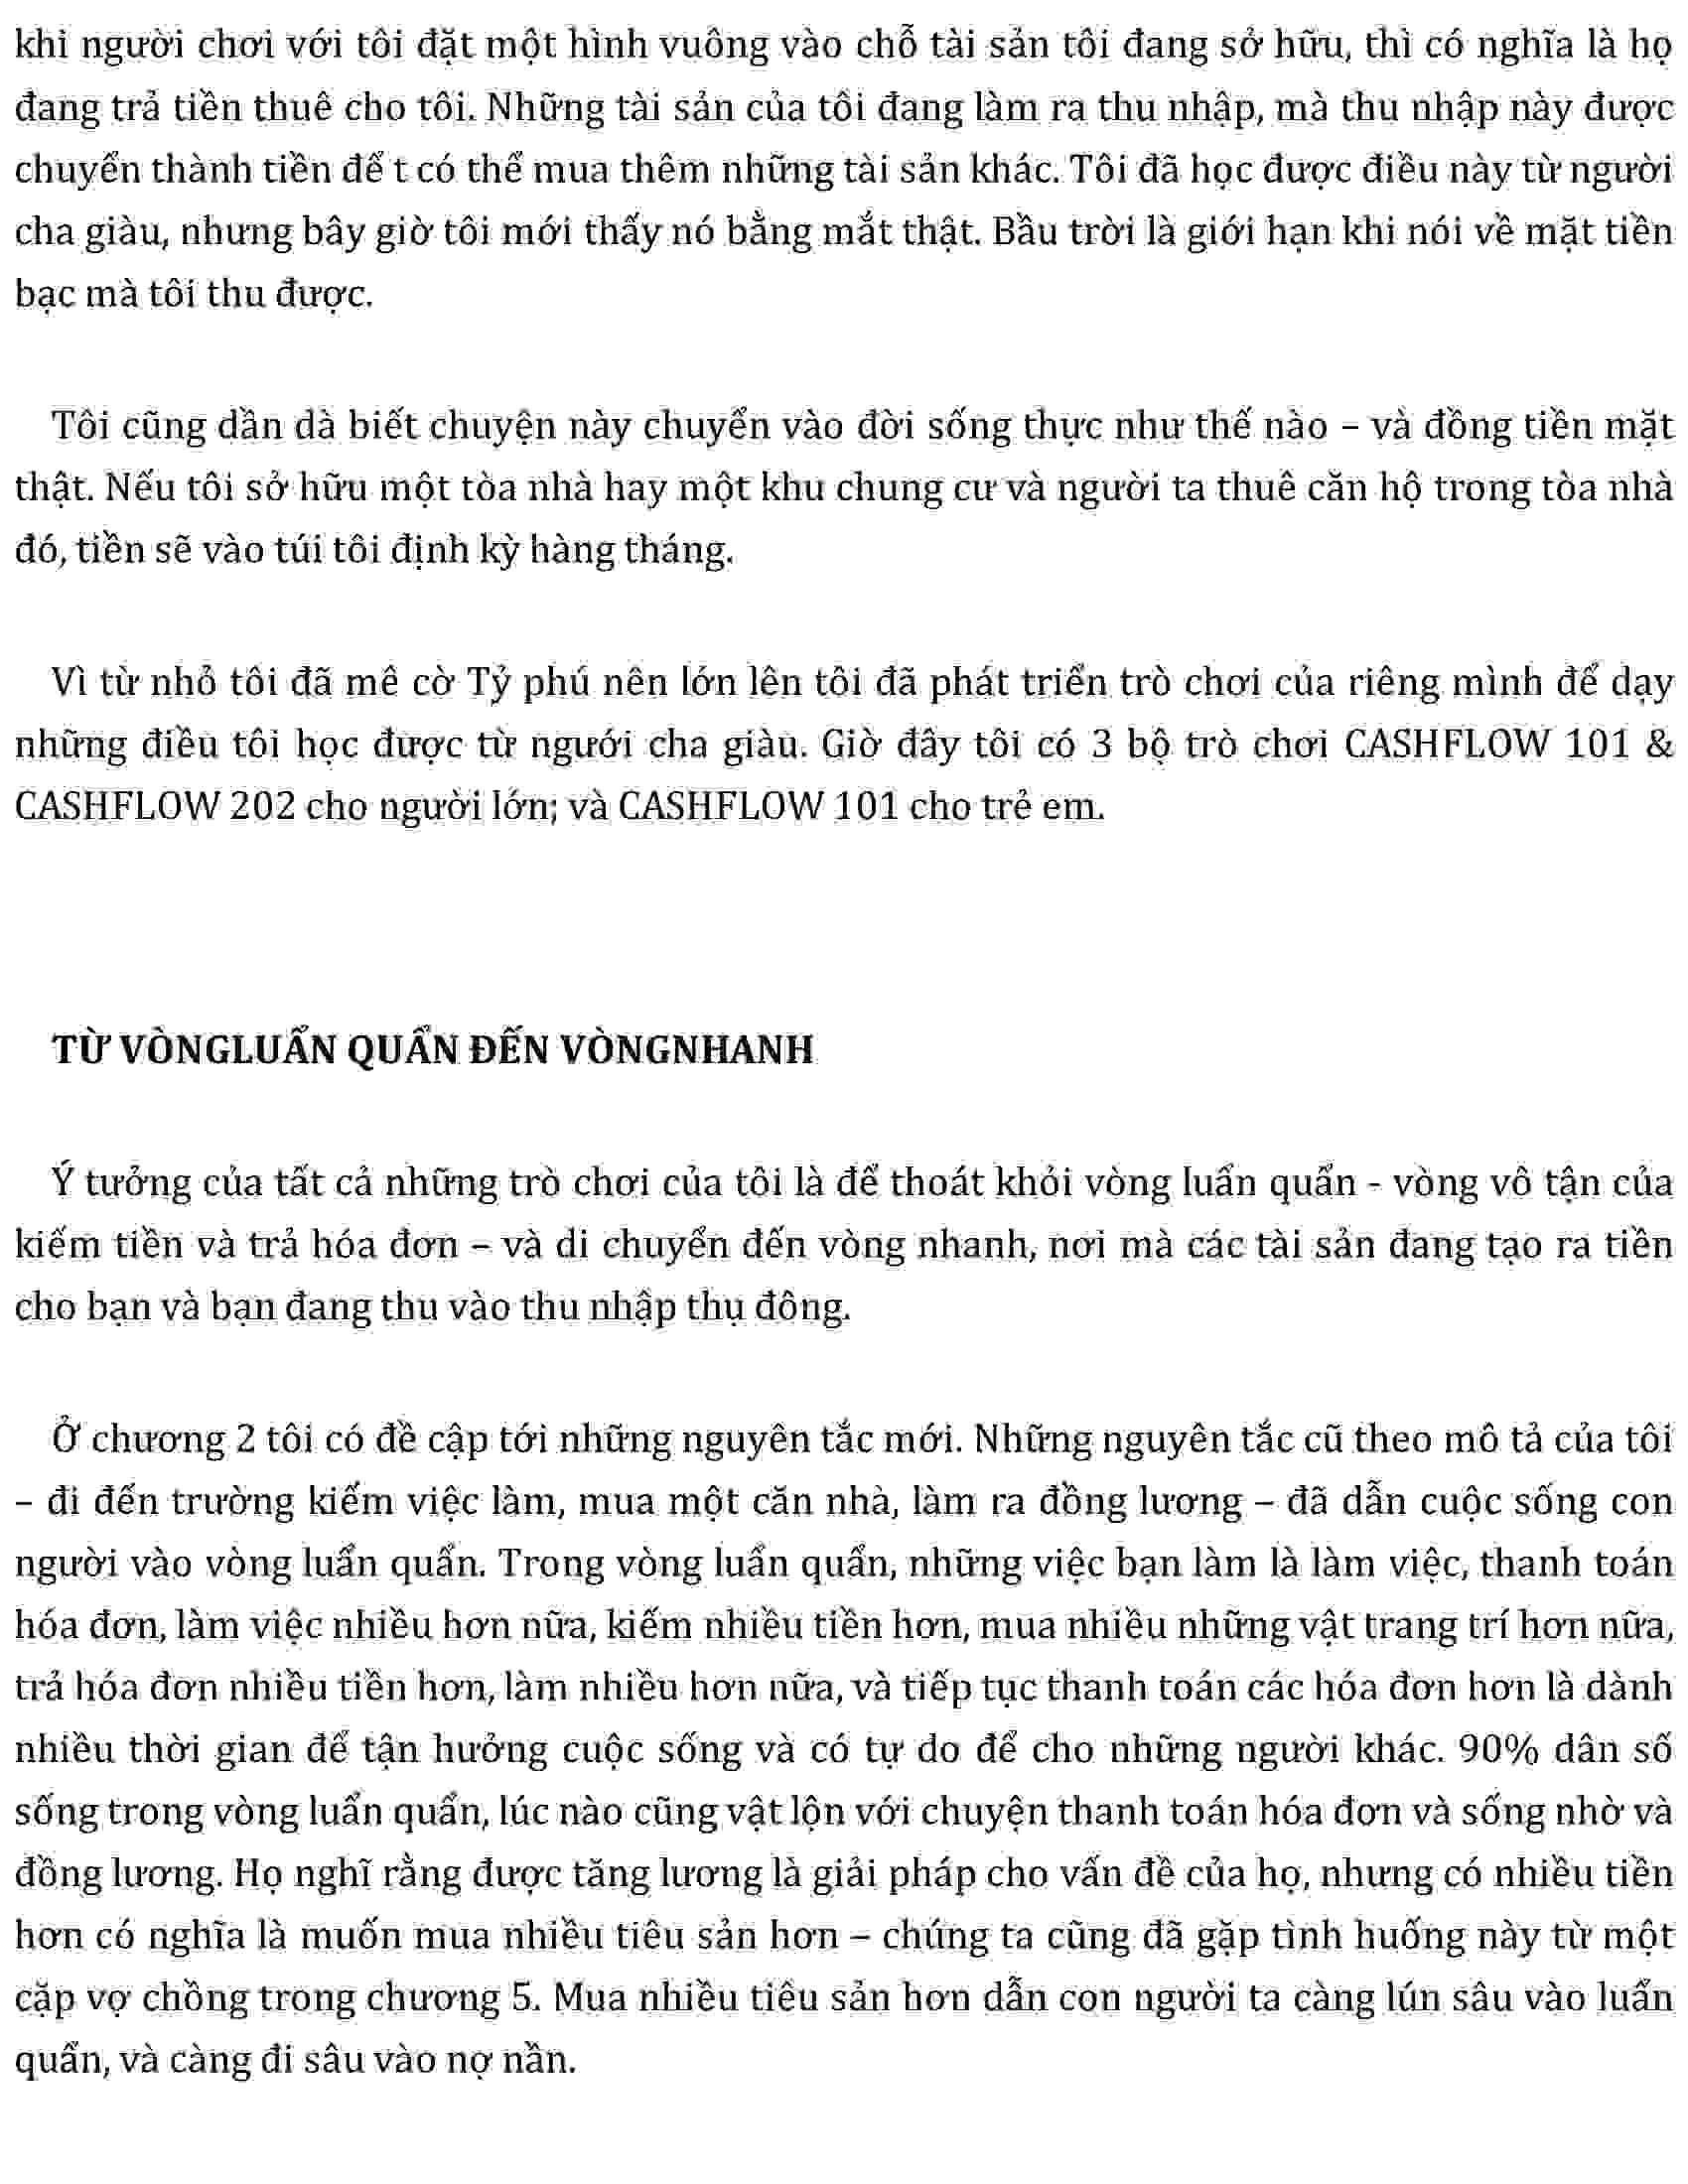 khi người chơi với tôi đặt một hình vuông vào chỗ tài sản tôi đang sở hữu, thì có nghĩa là họ
đang trả tiền thuê cho tôi. Những tài sản của tôi đang làm ra thu nhập, mà thu nhập này được
chuyển thành tiền để t có thể mua thêm những tài sản khác. Tôi đã học được điều này từ người
cha giàu, nhưng bây giờ tôi mới thấy nó bằng mắt thật. Bầu trời là giới hạn khi nói về mặt tiền
bạc mà tôi thu được.
Tôi cũng dần dà biết chuyện này chuyển vào đời sống thực như thế nào – và đồng tiền mặt
thật. Nếu tôi sở hữu một tòa nhà hay một khu chung cư và người ta thuê căn hộ trong tòa nhà
đó, tiền sẽ vào túi tôi định kỳ hàng tháng.
Vì từ nhỏ tôi đã mê cờ Tỷ phú nên lớn lên tôi đã phát triển trò chơi của riêng mình để dạy
những điều tôi học được từ ngưới cha giàu. Giờ đây tôi có 3 bộ trò chơi CASHFLOW 101 &
CASHFLOW 202 cho người lớn; và CASHFLOW 101 cho trẻ em.
TỪ VÒNGLUẨN QUẨN ĐẾN VÒNGNHANH
Ý tưởng của tất cả những trò chơi của tôi là để thoát khỏi vòng luẩn quẩn - vòng vô tận của
kiếm tiền và trả hóa đơn – và di chuyển đến vòng nhanh, nơi mà các tài sản đang tạo ra tiền
cho bạn và bạn đang thu vào thu nhập thụ đông.
Ở chương 2 tôi có đề cập tới những nguyên tắc mới. Những nguyên tắc cũ theo mô tả của tôi
– đi đến trường kiếm việc làm, mua một căn nhà, làm ra đồng lương – đã dẫn cuộc sống con
người vào vòng luẩn quẩn. Trong vòng luẩn quẩn, những việc bạn làm là làm việc, thanh toán
hóa đơn, làm việc nhiều hơn nữa, kiếm nhiều tiền hơn, mua nhiều những vật trang trí hơn nữa,
trả hóa đơn nhiều tiền hơn, làm nhiều hơn nữa, và tiếp tục thanh toán các hóa đơn hơn là dành
nhiều thời gian để tận hưởng cuộc sống và có tự do để cho những người khác. 90% dân số
sống trong vòng luẩn quẩn, lúc nào cũng vật lộn với chuyện thanh toán hóa đơn và sống nhờ và
đồng lương. Họ nghĩ rằng được tăng lương là giải pháp cho vấn đề của họ, nhưng có nhiều tiền
hơn có nghĩa là muốn mua nhiều tiêu sản hơn – chúng ta cũng đã gặp tình huống này từ một
cặp vợ chồng trong chương 5. Mua nhiều tiêu sản hơn dẫn con người ta càng lún sâu vào luẩn
quẩn, và càng đi sâu vào nợ nần.